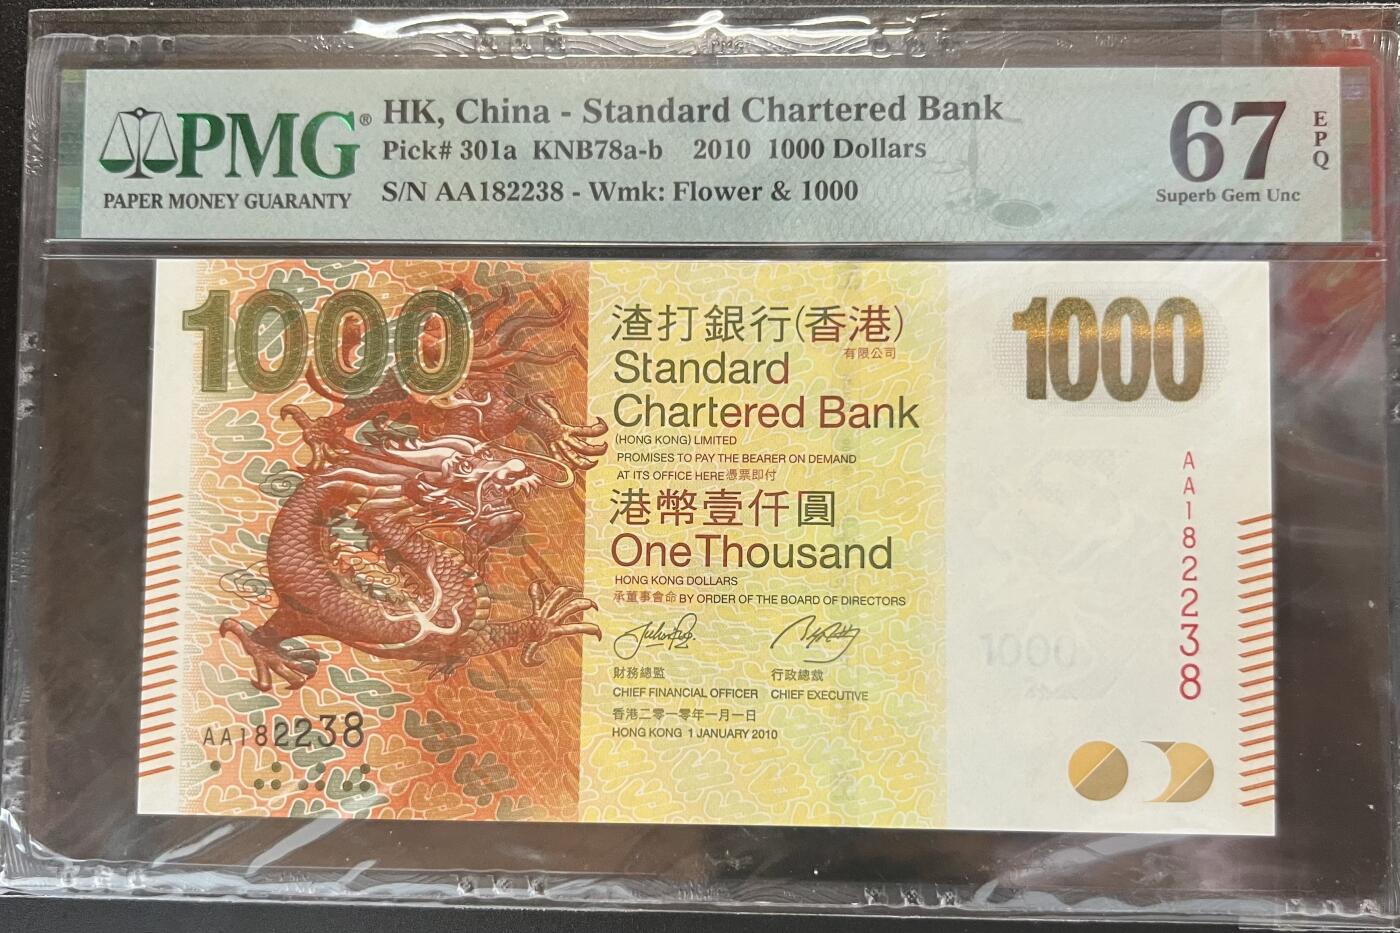 PMG
PMG®
PAPER MONEY GUARANTY
HK, China - Standard Chartered Bank
Pick# 301a KNB78a-b 2010 1000 Dollars
S/N AA182238 - Wmk: Flower & 1000
67
EPQ
Superb Gem Unc
1000
渣打銀行(香港)
有限公司
Standard
Chartered Bank
(HONG KONG) LIMITED
PROMISES TO PAY THE BEARER ON DEMAND
AT ITS OFFICE HERE 憑票即付
港幣壹仟圓
One Thousand
HONG KONG DOLLARS
承董事會命 BY ORDER OF THE BOARD OF DIRECTORS
財務總監
CHIEF FINANCIAL OFFICER
行政總裁
CHIEF EXECUTIVE
香港二零一零年一月一日
HONG KONG 1 JANUARY 2010
AA182238
1000
AA182238
1000